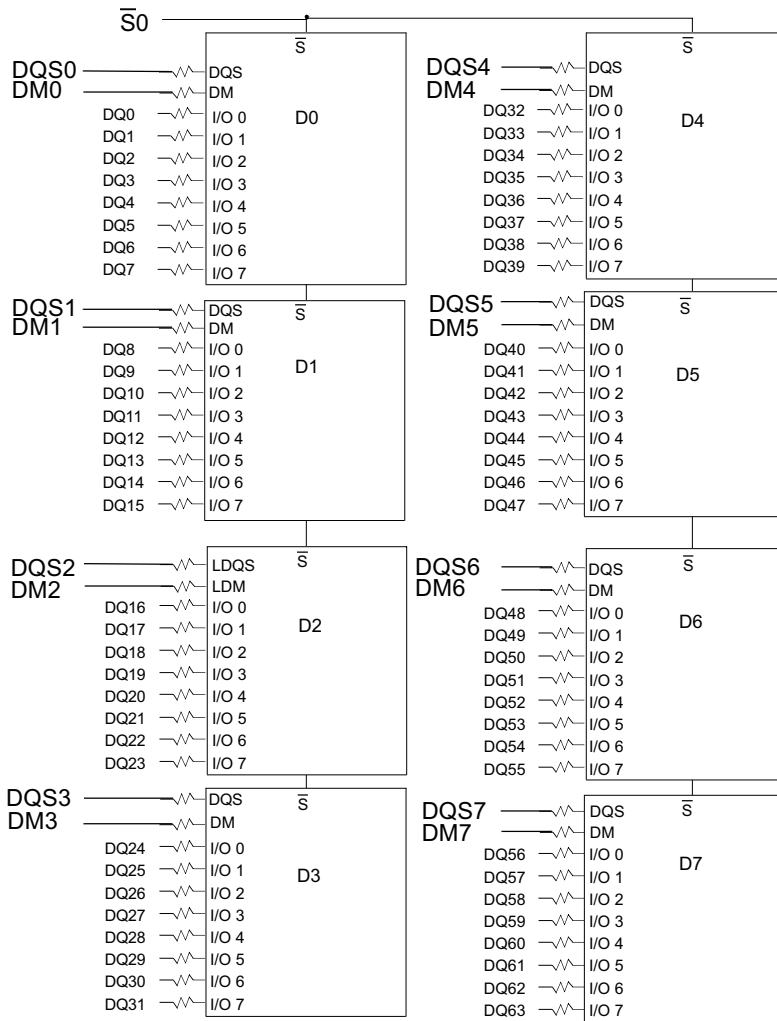 S̅0
S̅
DQS0 DQS
DM0 DM
D0
DQ0 I/O 0
DQ1 I/O 1
DQ2 I/O 2
DQ3 I/O 3
DQ4 I/O 4
DQ5 I/O 5
DQ6 I/O 6
DQ7 I/O 7
S̅
DQS1 DQS
DM1 DM
D1
DQ8 I/O 0
DQ9 I/O 1
DQ10 I/O 2
DQ11 I/O 3
DQ12 I/O 4
DQ13 I/O 5
DQ14 I/O 6
DQ15 I/O 7
S̅
DQS2 LDQS
DM2 LDM
D2
DQ16 I/O 0
DQ17 I/O 1
DQ18 I/O 2
DQ19 I/O 3
DQ20 I/O 4
DQ21 I/O 5
DQ22 I/O 6
DQ23 I/O 7
S̅
DQS3 DQS
DM3 DM
D3
DQ24 I/O 0
DQ25 I/O 1
DQ26 I/O 2
DQ27 I/O 3
DQ28 I/O 4
DQ29 I/O 5
DQ30 I/O 6
DQ31 I/O 7
S̅
DQS4 DQS
DM4 DM
D4
DQ32 I/O 0
DQ33 I/O 1
DQ34 I/O 2
DQ35 I/O 3
DQ36 I/O 4
DQ37 I/O 5
DQ38 I/O 6
DQ39 I/O 7
S̅
DQS5 DQS
DM5 DM
D5
DQ40 I/O 0
DQ41 I/O 1
DQ42 I/O 2
DQ43 I/O 3
DQ44 I/O 4
DQ45 I/O 5
DQ46 I/O 6
DQ47 I/O 7
S̅
DQS6 DQS
DM6 DM
D6
DQ48 I/O 0
DQ49 I/O 1
DQ50 I/O 2
DQ51 I/O 3
DQ52 I/O 4
DQ53 I/O 5
DQ54 I/O 6
DQ55 I/O 7
S̅
DQS7 DQS
DM7 DM
D7
DQ56 I/O 0
DQ57 I/O 1
DQ58 I/O 2
DQ59 I/O 3
DQ60 I/O 4
DQ61 I/O 5
DQ62 I/O 6
DQ63 I/O 7